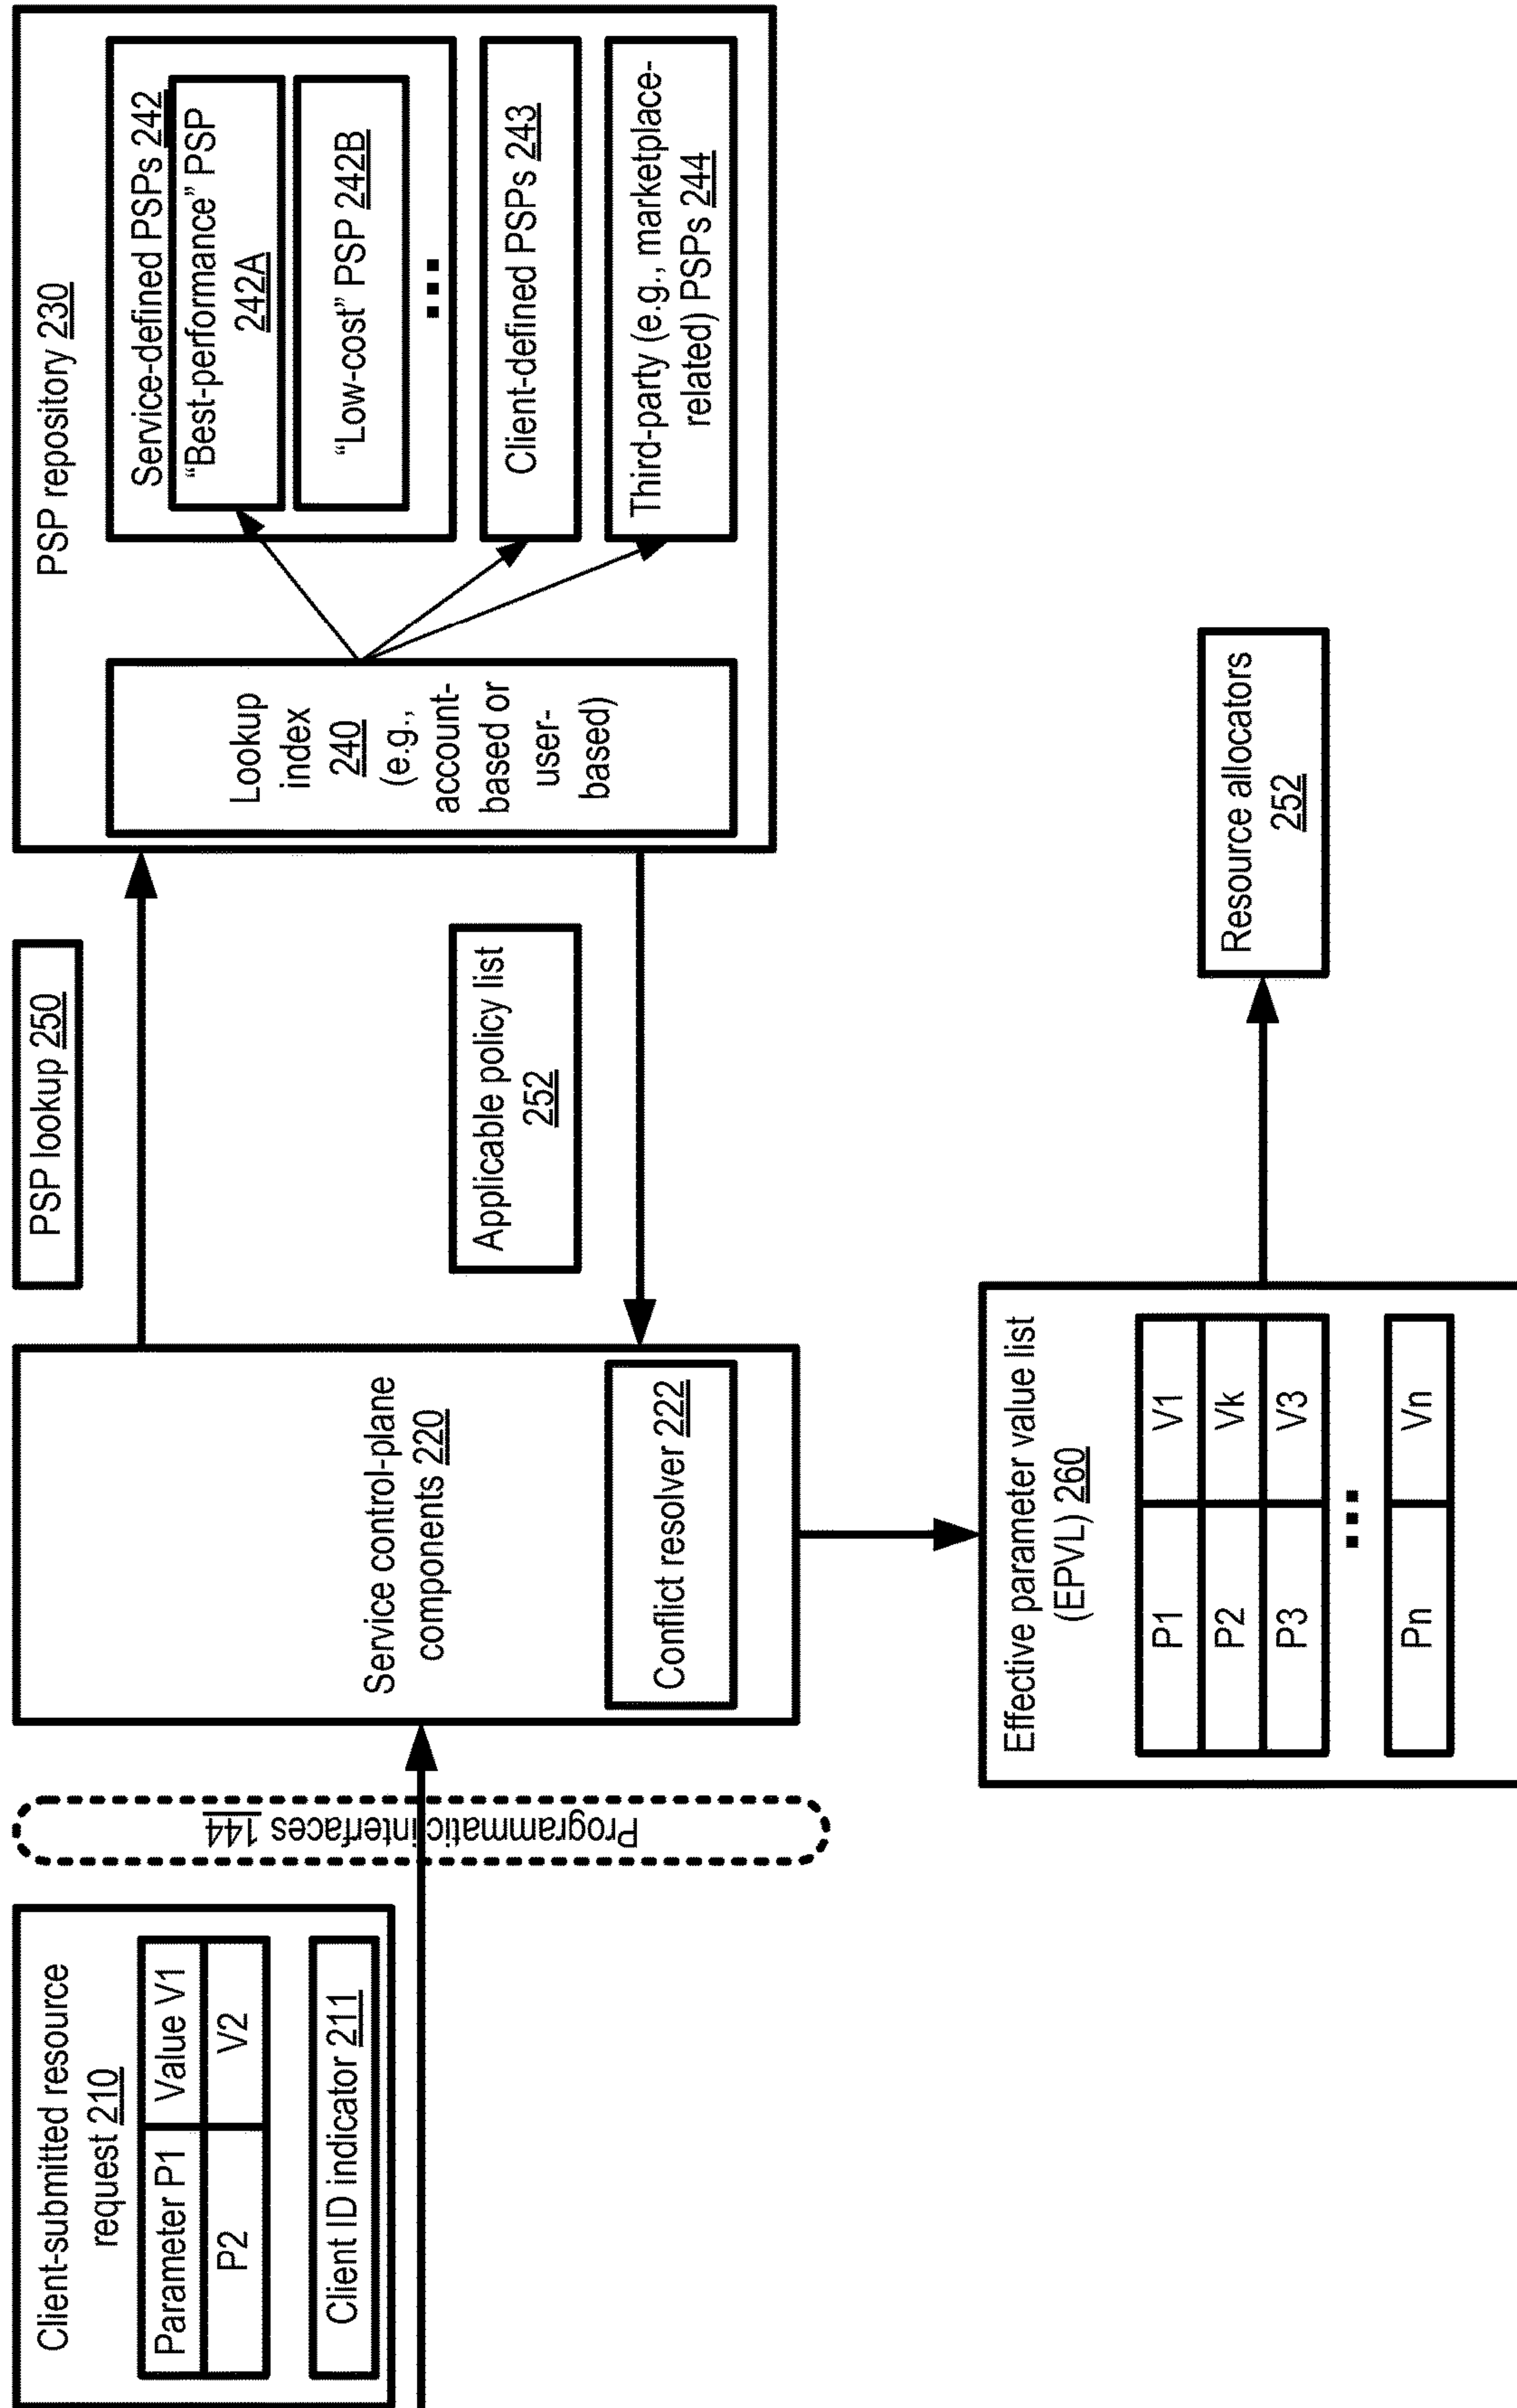 Client-submitted resource
request 210
Parameter P1
Value V1
P2
V2
Client ID indicator 211
Programmatic interfaces 144
Service control-plane
components 220
Conflict resolver 222
PSP lookup 250
Applicable policy list
252
PSP repository 230
Lookup
index
240
(e.g.,
account-
based or
user-
based)
Service-defined PSPs 242
“Best-performance” PSP
242A
“Low-cost” PSP 242B
...
Client-defined PSPs 243
Third-party (e.g., marketplace-
related) PSPs 244
Effective parameter value list
(EPVL) 260
P1
V1
P2
Vk
P3
V3
...
Pn
Vn
Resource allocators
252